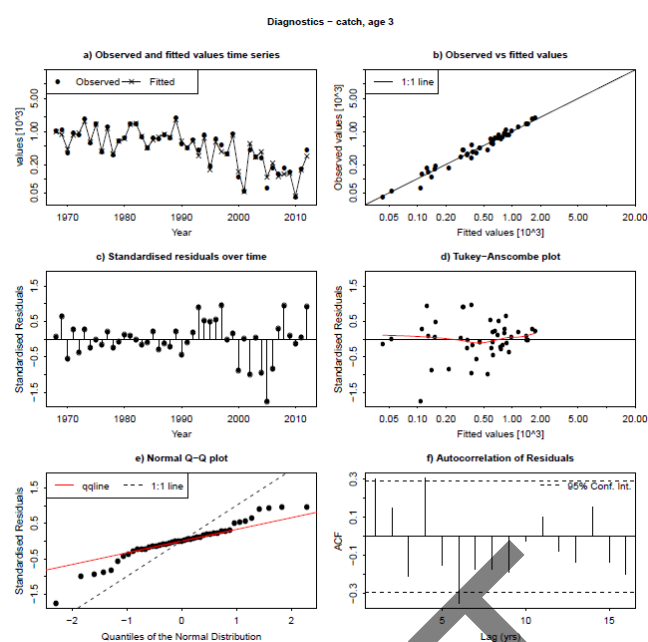 Diagnostics − catch, age 3
a) Observed and fitted values time series
Observed Fitted
values [10^3]
0.05 0.20 1.00 5.00
1970 1980 1990 2000 2010
Year
b) Observed vs fitted values
1:1 line
Observed values [10^3]
0.05 0.20 1.00 5.00
0.05 0.10 0.20 0.50 1.00 2.00 5.00 20.00
Fitted values [10^3]
c) Standardised residuals over time
Standardised Residuals
−1.5 −0.5 0.5 1.5
1970 1980 1990 2000 2010
Year
d) Tukey−Anscombe plot
Standardised Residuals
−1.5 −0.5 0.5 1.5
0.05 0.10 0.20 0.50 1.00 2.00 5.00 20.00
Fitted values [10^3]
e) Normal Q−Q plot
qqline 1:1 line
Standardised Residuals
−1.5 −0.5 0.5 1.5
−2 −1 0 1 2
Quantiles of the Normal Distribution
f) Autocorrelation of Residuals
95% Conf. Int.
ACF
−0.3 −0.1 0.1 0.3
5 10 15
Lag (yrs)